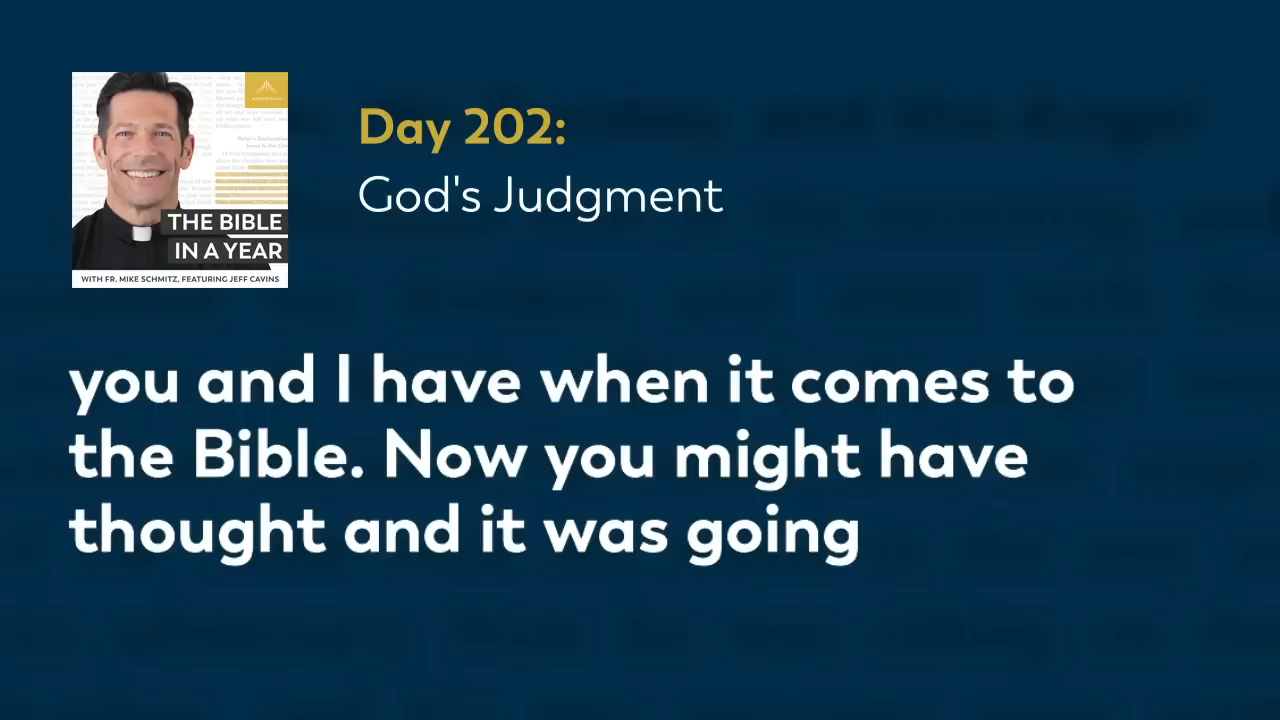 Day 202:
God's Judgment
THE BIBLE
IN A YEAR
WITH FR. MIKE SCHMITZ, FEATURING JEFF CAVINS
you and I have when it comes to
the Bible. Now you might have
thought and it was going